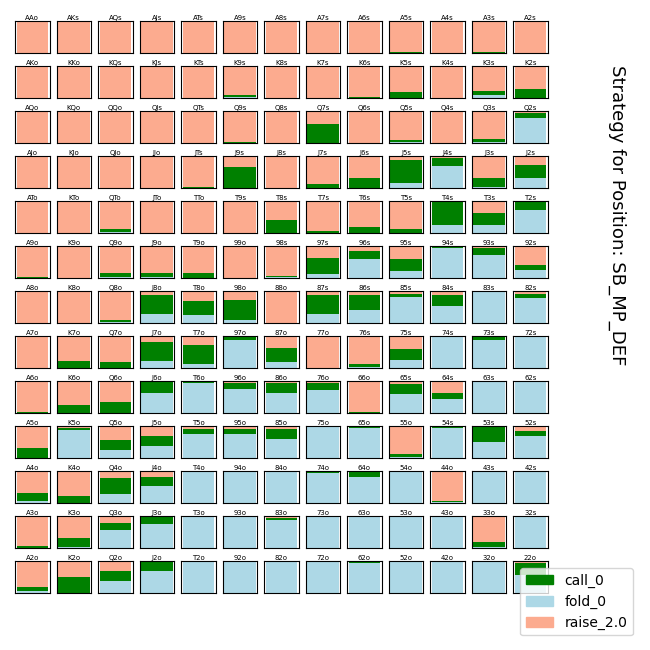 AAo AKs AQs AJs ATs A9s A8s A7s A6s A5s A4s A3s A2s
AKo KKo KQs KJs KTs K9s K8s K7s K6s K5s K4s K3s K2s
AQo KQo QQo QJs QTs Q9s Q8s Q7s Q6s Q5s Q4s Q3s Q2s
AJo KJo QJo JJo JTs J9s J8s J7s J6s J5s J4s J3s J2s
ATo KTo QTo JTo TTo T9s T8s T7s T6s T5s T4s T3s T2s
A9o K9o Q9o J9o T9o 99o 98s 97s 96s 95s 94s 93s 92s
A8o K8o Q8o J8o T8o 98o 88o 87s 86s 85s 84s 83s 82s
A7o K7o Q7o J7o T7o 97o 87o 77o 76s 75s 74s 73s 72s
A6o K6o Q6o J6o T6o 96o 86o 76o 66o 65s 64s 63s 62s
A5o K5o Q5o J5o T5o 95o 85o 75o 65o 55o 54s 53s 52s
A4o K4o Q4o J4o T4o 94o 84o 74o 64o 54o 44o 43s 42s
A3o K3o Q3o J3o T3o 93o 83o 73o 63o 53o 43o 33o 32s
A2o K2o Q2o J2o T2o 92o 82o 72o 62o 52o 42o 32o 22o
Strategy for Position: SB_MP_DEF
call_0
fold_0
raise_2.0